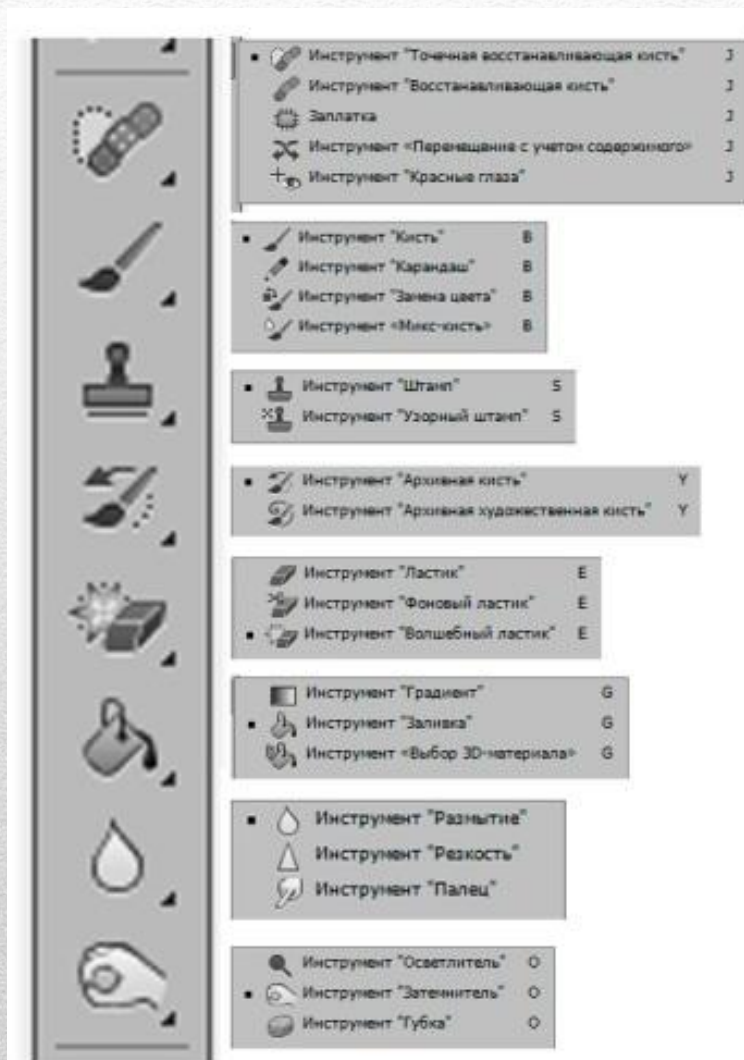 Инструмент "Точечная восстанавливающая кисть" J
Инструмент "Восстанавливающая кисть" J
Заплатка J
Инструмент «Перемещение с учетом содержимого» J
Инструмент "Красные глаза" J
Инструмент "Кисть" B
Инструмент "Карандаш" B
Инструмент "Замена цвета" B
Инструмент «Микс-кисть» B
Инструмент "Штамп" S
Инструмент "Узорный штамп" S
Инструмент "Архивная кисть" Y
Инструмент "Архивная художественная кисть" Y
Инструмент "Ластик" E
Инструмент "Фоновый ластик" E
Инструмент "Волшебный ластик" E
Инструмент "Градиент" G
Инструмент "Заливка" G
Инструмент «Выбор 3D-материала» G
Инструмент "Размытие"
Инструмент "Резкость"
Инструмент "Палец"
Инструмент "Осветлитель" O
Инструмент "Затемнитель" O
Инструмент "Губка" O